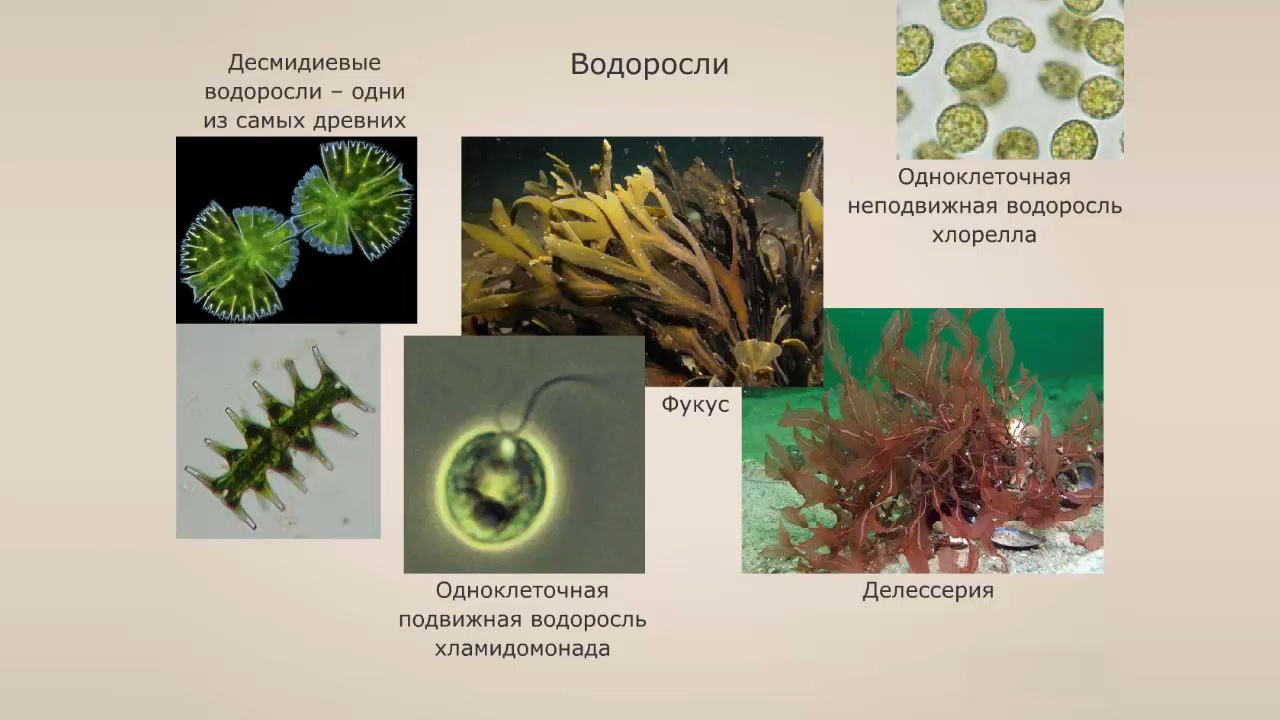 Водоросли
Десмидиевые
водоросли – одни
из самых древних
Одноклеточная
неподвижная водоросль
хлорелла
Фукус
Одноклеточная
подвижная водоросль
хламидомонада
Делессерия